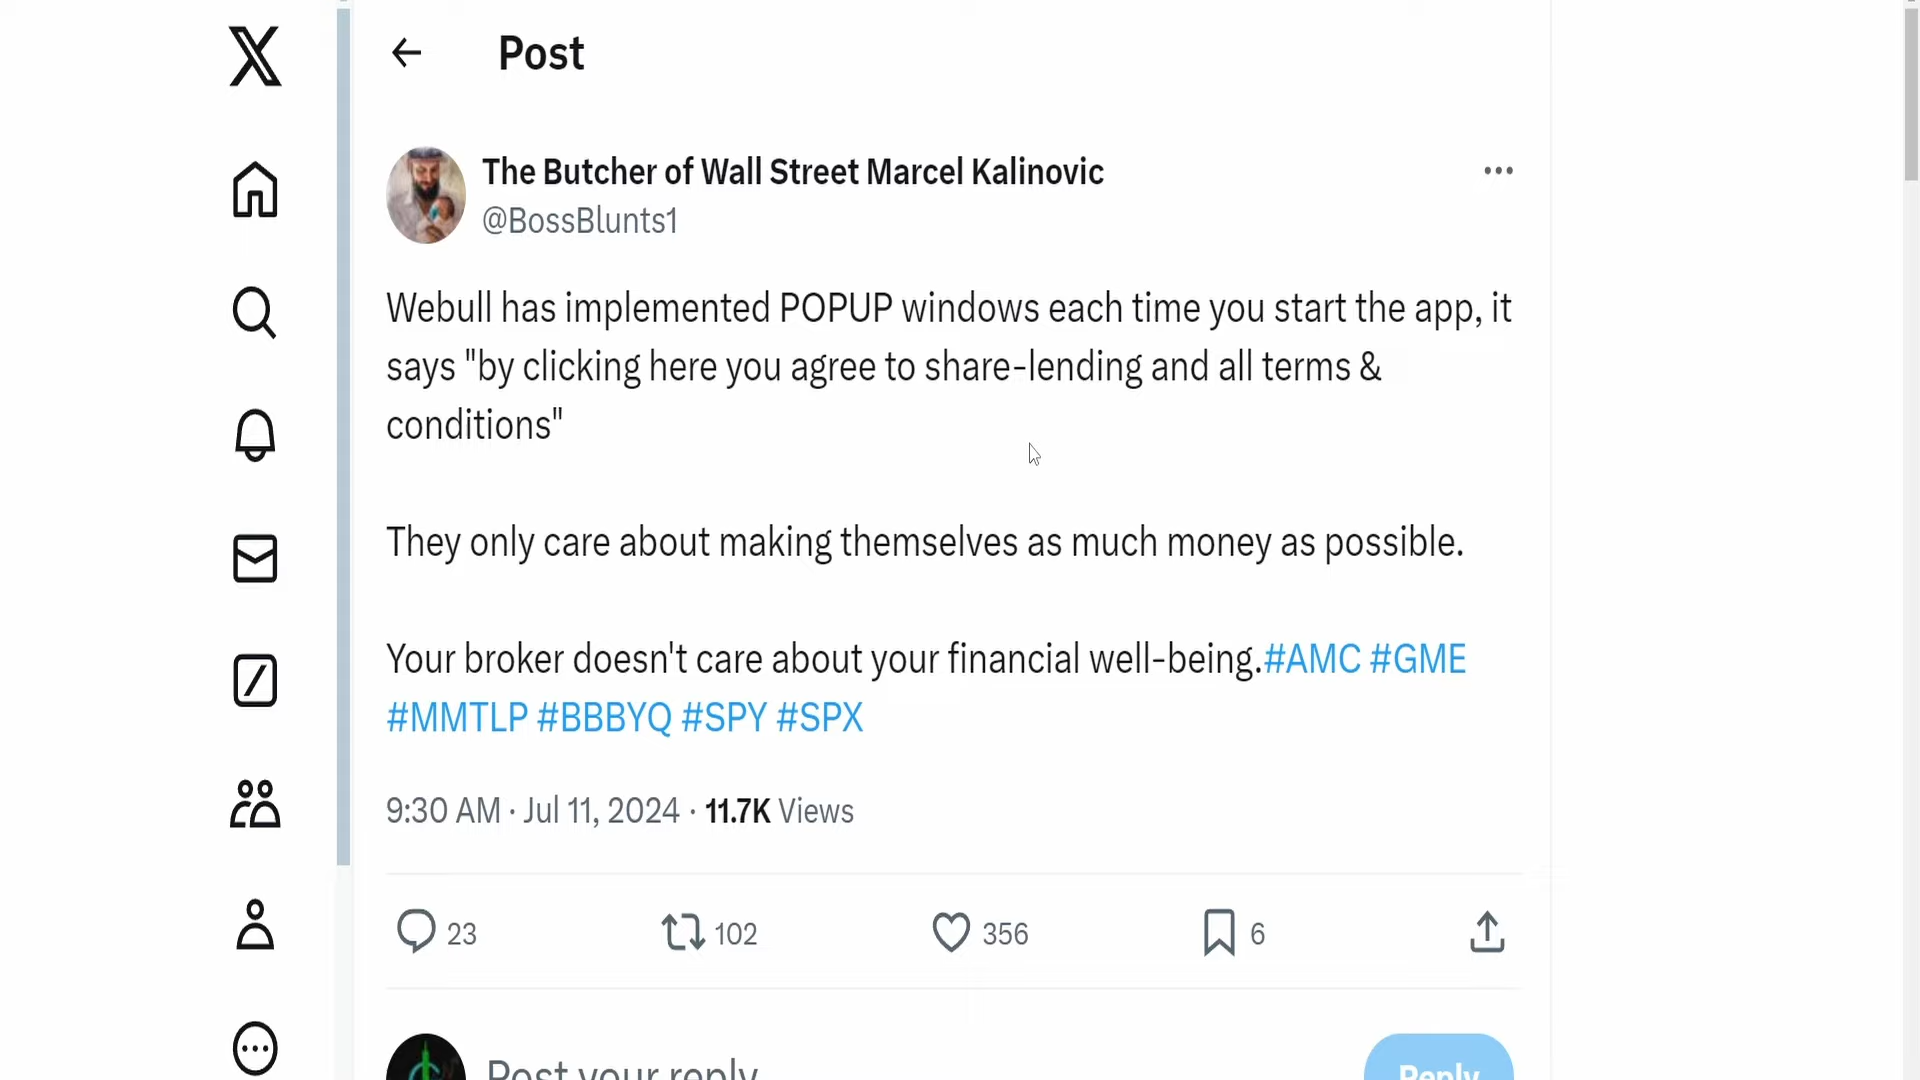 Post
The Butcher of Wall Street Marcel Kalinovic
@BossBlunts1
Webull has implemented POPUP windows each time you start the app, it
says "by clicking here you agree to share-lending and all terms &
conditions"
They only care about making themselves as much money as possible.
Your broker doesn't care about your financial well-being.#AMC #GME
#MMTLP #BBBYQ #SPY #SPX
9:30 AM · Jul 11, 2024 · 11.7K Views
23 102 356 6
Post your reply
Reply